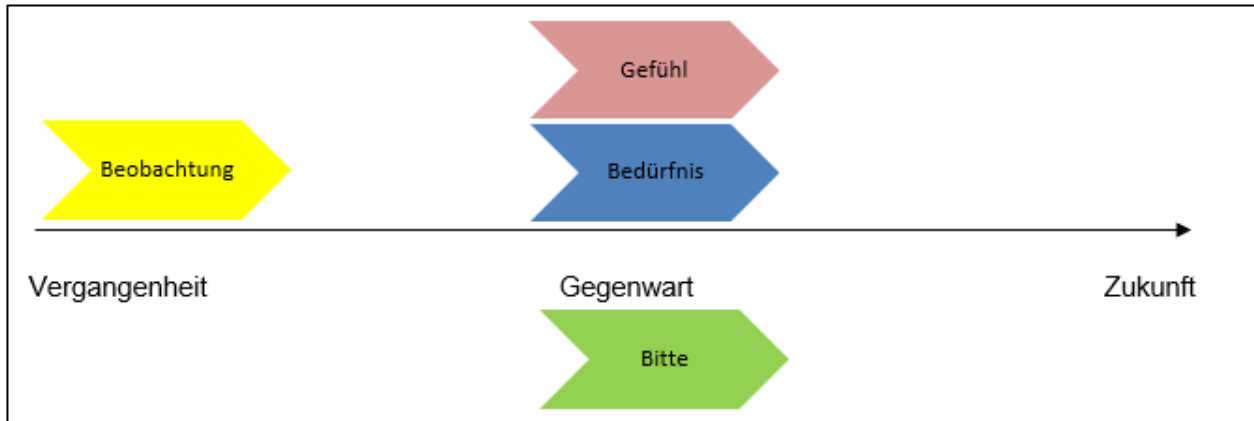 Gefühl
Beobachtung
Bedürfnis
Vergangenheit Gegenwart Zukunft
Bitte